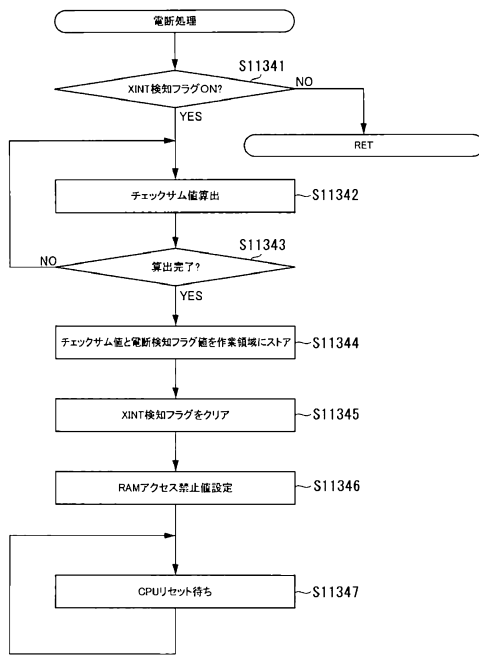 電断処理
S11341
XINT検知フラグON?
NO
YES
RET
チェックサム値算出
S11342
S11343
算出完了?
NO
YES
チェックサム値と電断検知フラグ値を作業領域にストア
S11344
XINT検知フラグをクリア
S11345
RAMアクセス禁止値設定
S11346
CPUリセット待ち
S11347